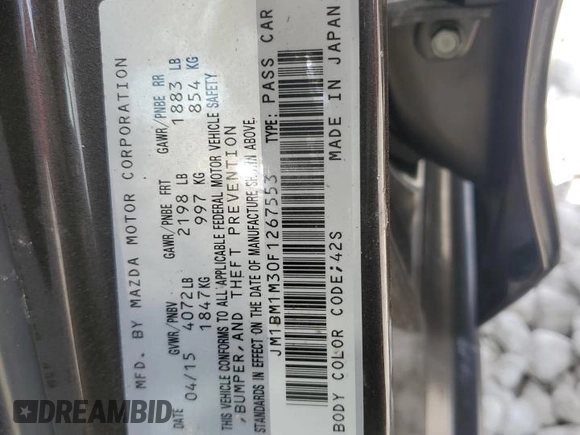 MFD. BY MAZDA MOTOR CORPORATION
GVWR/PNBV GAWR/PNBE FRT GAWR/PNBE RR
DATE 04/15 4072LB 2198 LB 1883 LB
1847KG 997 KG 854 KG
THIS VEHICLE CONFORMS TO ALL APPLICABLE FEDERAL MOTOR VEHICLE SAFETY
,BUMPER,AND THEFT PREVENTION
STANDARDS IN EFFECT ON THE DATE OF MANUFACTURE SHOWN ABOVE.
JM1BM1M30F1267553 TYPE: PASS CAR
BODY COLOR CODE;42S MADE IN JAPAN
DREAMBID